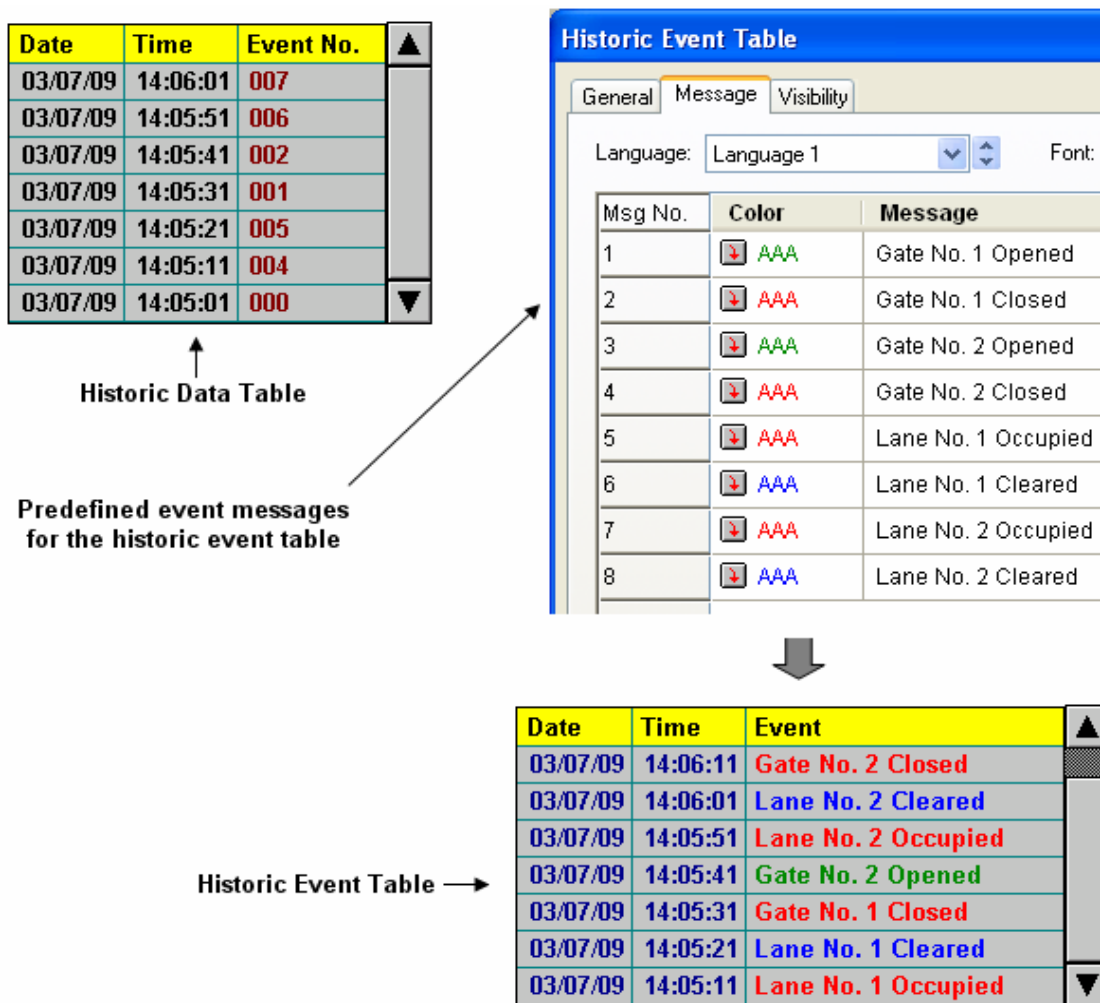 Date Time Event No.
03/07/09 14:06:01 007
03/07/09 14:05:51 006
03/07/09 14:05:41 002
03/07/09 14:05:31 001
03/07/09 14:05:21 005
03/07/09 14:05:11 004
03/07/09 14:05:01 000
Historic Data Table
Predefined event messages
for the historic event table
Historic Event Table
General Message Visibility
Language: Language 1 Font:
Msg No. Color Message
1 AAA Gate No. 1 Opened
2 AAA Gate No. 1 Closed
3 AAA Gate No. 2 Opened
4 AAA Gate No. 2 Closed
5 AAA Lane No. 1 Occupied
6 AAA Lane No. 1 Cleared
7 AAA Lane No. 2 Occupied
8 AAA Lane No. 2 Cleared
Historic Event Table
Date Time Event
03/07/09 14:06:11 Gate No. 2 Closed
03/07/09 14:06:01 Lane No. 2 Cleared
03/07/09 14:05:51 Lane No. 2 Occupied
03/07/09 14:05:41 Gate No. 2 Opened
03/07/09 14:05:31 Gate No. 1 Closed
03/07/09 14:05:21 Lane No. 1 Cleared
03/07/09 14:05:11 Lane No. 1 Occupied